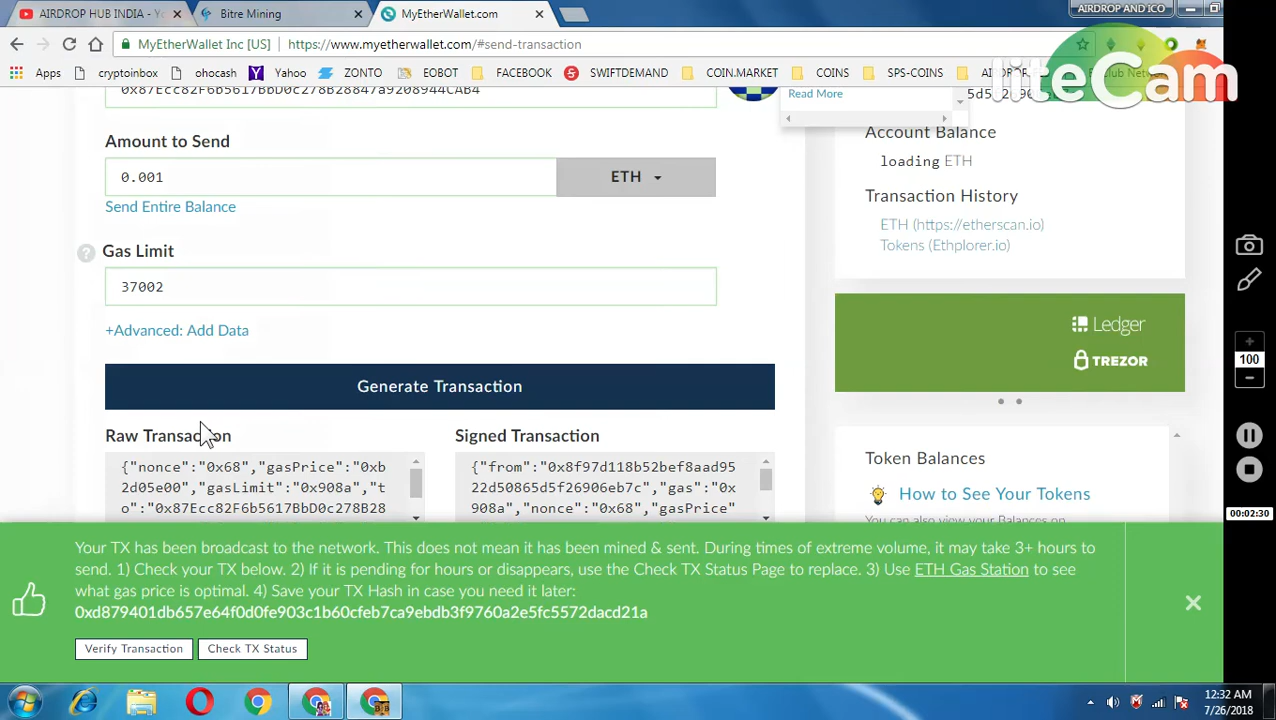 AIRDROP HUB INDIA - Y
Bitre Mining
MyEtherWallet.com
AIRDROP AND ICO
MyEtherWallet Inc [US]
https://www.myetherwallet.com/#send-transaction
Apps
cryptoinbox
ohocash
Yahoo
ZONTO
EOBOT
FACEBOOK
SWIFTDEMAND
COIN.MARKET
COINS
SPS-COINS
liteCam
0x87Ecc82F6b5617BbD0c278B28847a9208944CAB4
Read More
Account Balance
loading ETH
Amount to Send
0.001
ETH
Send Entire Balance
Transaction History
ETH (https://etherscan.io)
Tokens (Ethplorer.io)
Gas Limit
37002
+Advanced: Add Data
Ledger
TREZOR
Generate Transaction
Raw Transaction
Signed Transaction
{"nonce":"0x68","gasPrice":"0xb
2d05e00","gasLimit":"0x908a","t
o":"0x87Ecc82F6b5617BbD0c278B28
{"from":"0x8f97d118b52bef8aad95
22d50865d5f26906eb7c","gas":"0x
908a","nonce":"0x68","gasPrice"
Token Balances
How to See Your Tokens
You can also view your Balances on
100
00:02:30
Your TX has been broadcast to the network. This does not mean it has been mined & sent. During times of extreme volume, it may take 3+ hours to
send. 1) Check your TX below. 2) If it is pending for hours or disappears, use the Check TX Status Page to replace. 3) Use ETH Gas Station to see
what gas price is optimal. 4) Save your TX Hash in case you need it later:
0xd879401db657e64f0d0fe903c1b60cfeb7ca9ebdb3f9760a2e5fc5572dacd21a
Verify Transaction
Check TX Status
12:32 AM
7/26/2018